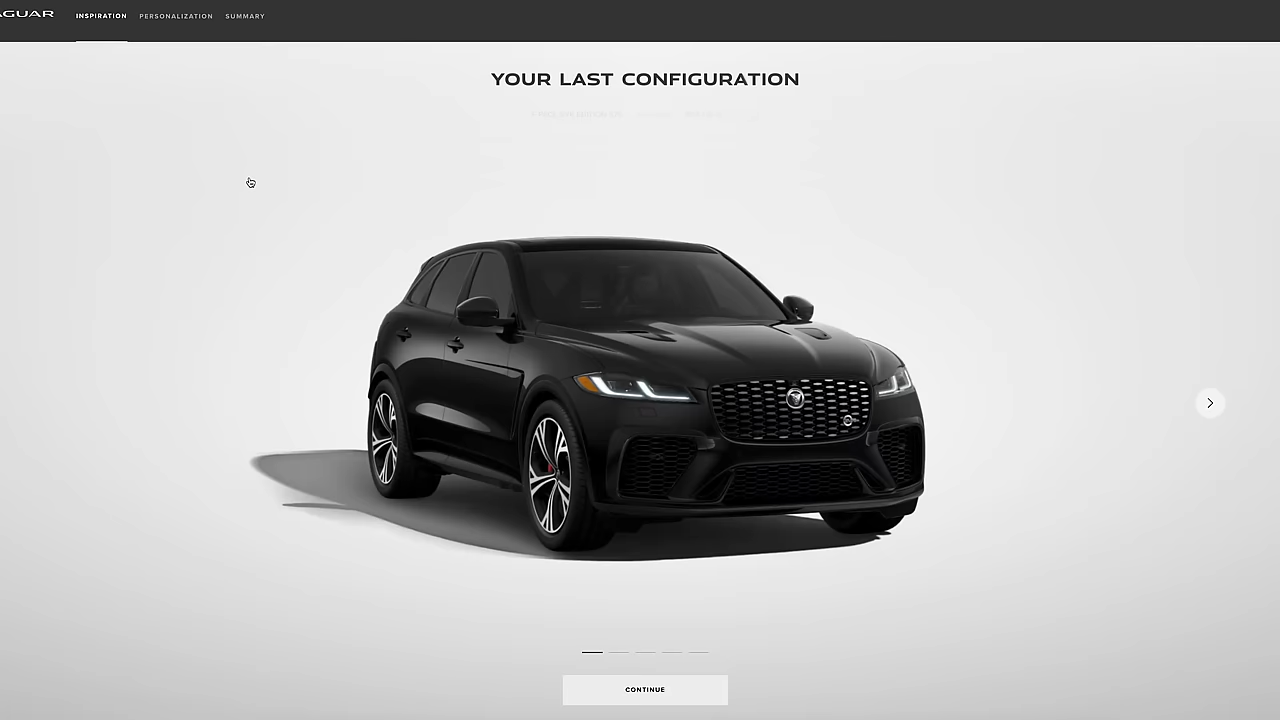 AGUAR
INSPIRATION
PERSONALIZATION
SUMMARY
YOUR LAST CONFIGURATION
CONTINUE